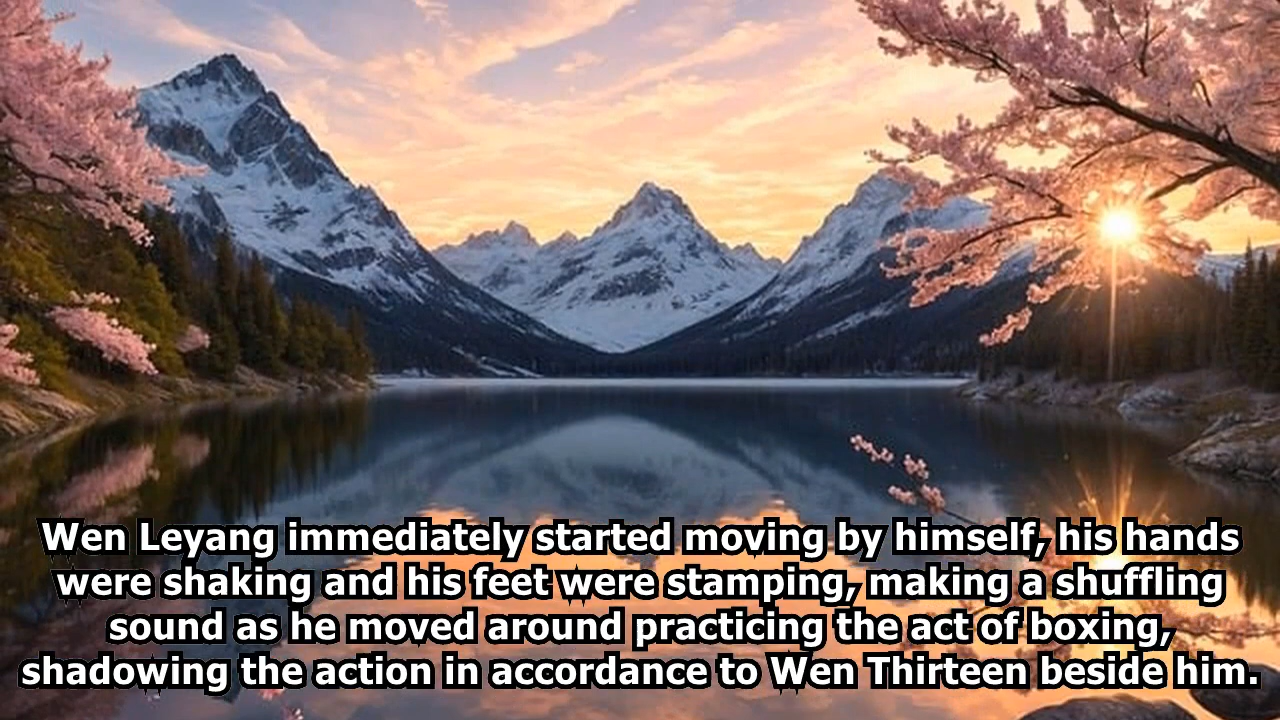 Wen Leyang immediately started moving by himself, his hands
were shaking and his feet were stamping, making a shuffling
sound as he moved around practicing the act of boxing,
shadowing the action in accordance to Wen Thirteen beside him.